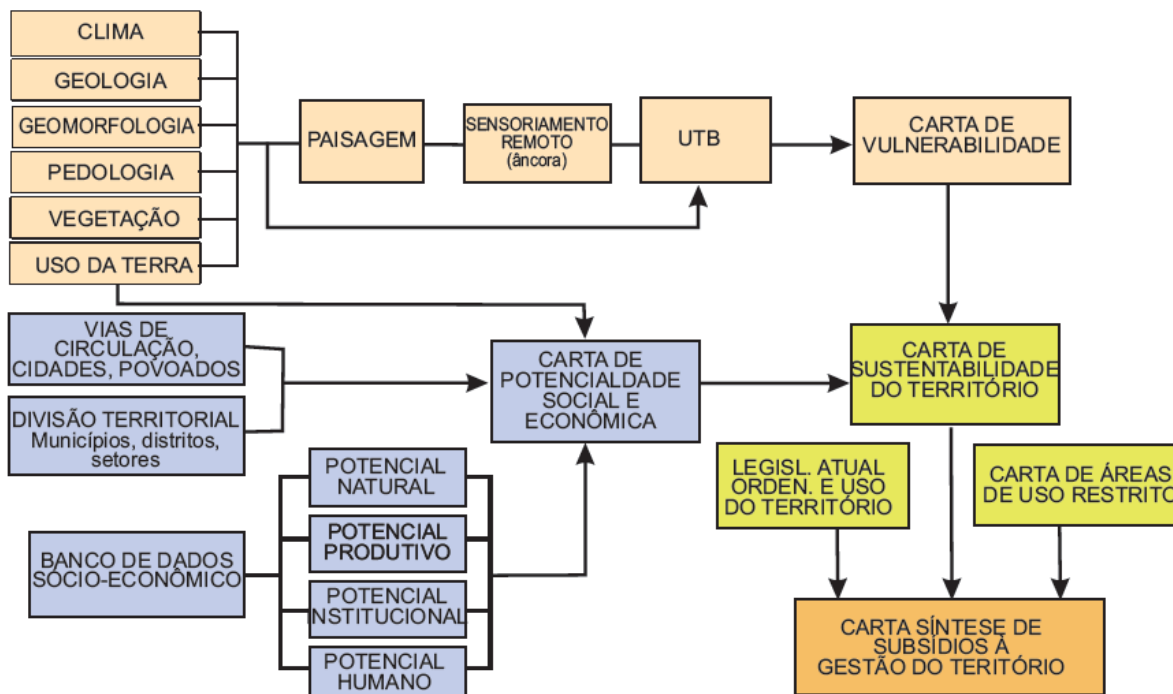 CLIMA
GEOLOGIA
GEOMORFOLOGIA
PEDOLOGIA
VEGETAÇÃO
USO DA TERRA
PAISAGEM
SENSORIAMENTO
REMOTO
(âncora)
UTB
CARTA DE
VULNERABILIDADE
VIAS DE
CIRCULAÇÃO,
CIDADES, POVOADOS
DIVISÃO TERRITORIAL
Municípios, distritos,
setores
CARTA DE
POTENCIALDADE
SOCIAL E
ECONÔMICA
CARTA DE
SUSTENTABILIDADE
DO TERRITÓRIO
BANCO DE DADOS
SÓCIO-ECONÔMICO
POTENCIAL
NATURAL
POTENCIAL
PRODUTIVO
POTENCIAL
INSTITUCIONAL
POTENCIAL
HUMANO
LEGISL. ATUAL
ORDEN. E USO
DO TERRITÓRIO
CARTA DE ÁREAS
DE USO RESTRITO
CARTA SÍNTESE DE
SUBSÍDIOS À
GESTÃO DO TERITÓRIO